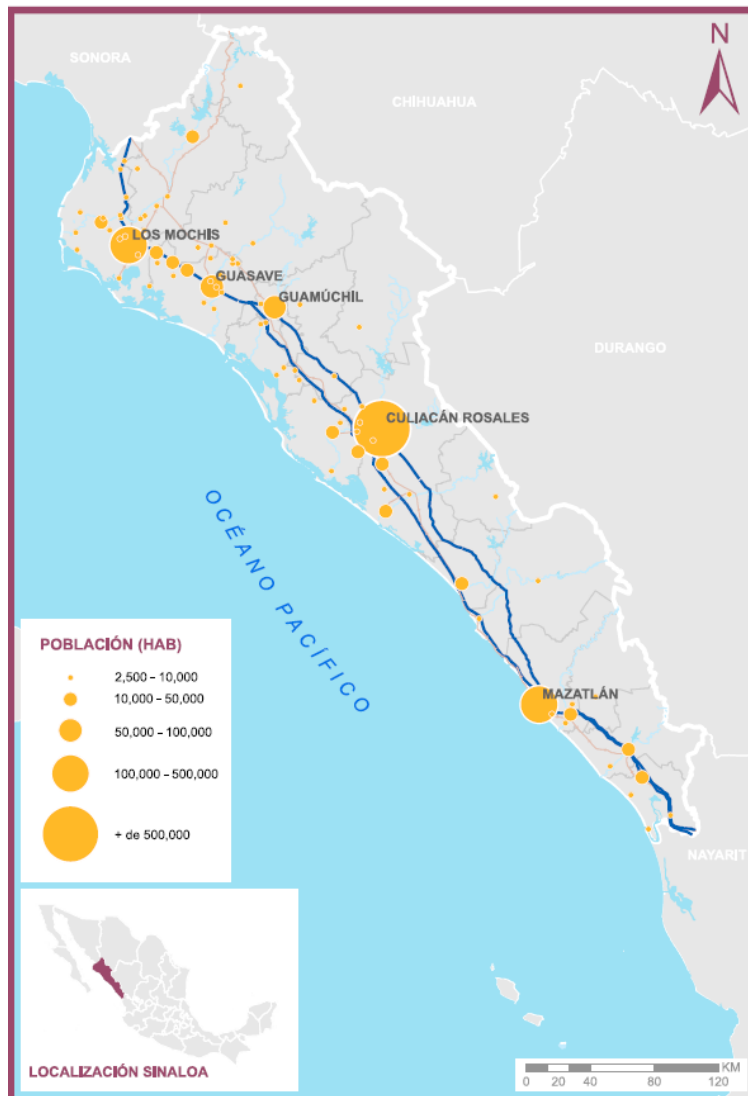 N
SONORA
CHIHUAHUA
LOS MOCHIS
GUASAVE
GUAMÚCHIL
DURANGO
CULIACÁN ROSALES
OCÉANO PACÍFICO
MAZATLÁN
NAYARIT
POBLACIÓN (HAB)
2,500 – 10,000
10,000 – 50,000
50,000 – 100,000
100,000 – 500,000
+ de 500,000
LOCALIZACIÓN SINALOA
KM
0 20 40 80 120